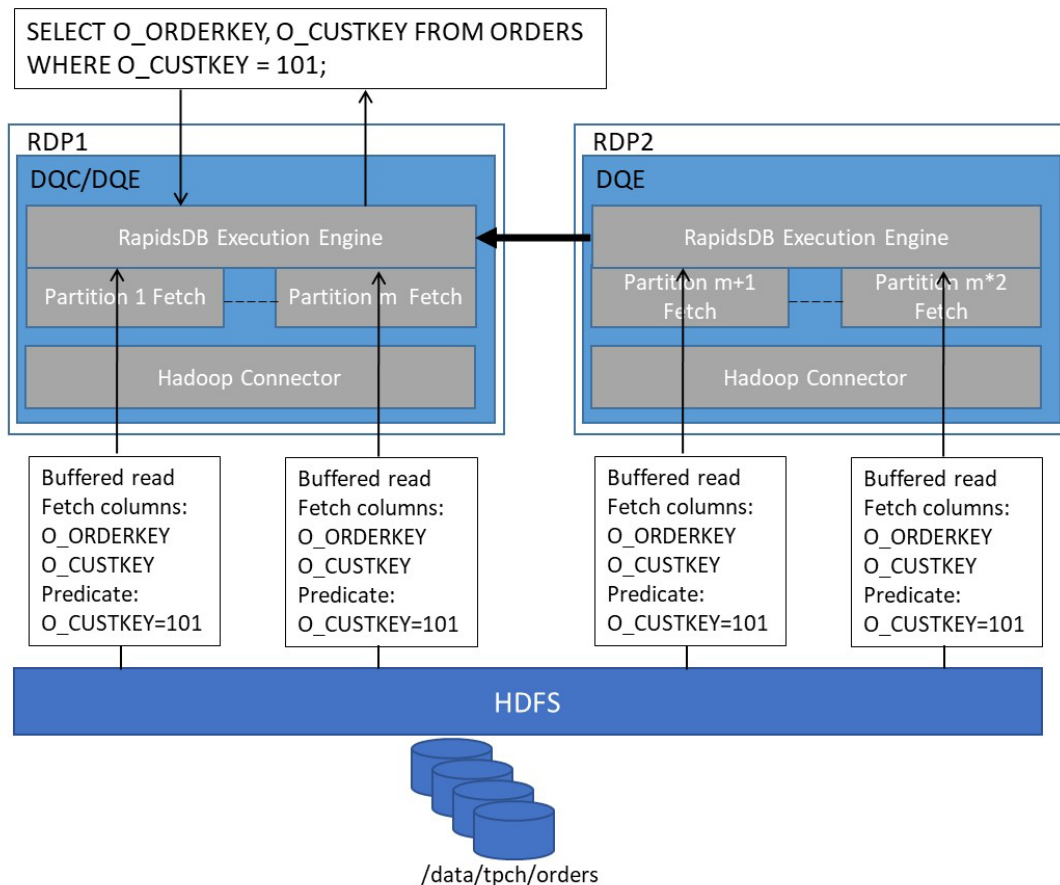 SELECT O_ORDERKEY, O_CUSTKEY FROM ORDERS
WHERE O_CUSTKEY = 101;
RDP1
DQC/DQE
RapidsDB Execution Engine
Partition 1 Fetch
Partition m Fetch
Hadoop Connector
RDP2
DQE
RapidsDB Execution Engine
Partition m+1
Fetch
Partition m*2
Fetch
Hadoop Connector
Buffered read
Fetch columns:
O_ORDERKEY
O_CUSTKEY
Predicate:
O_CUSTKEY=101
Buffered read
Fetch columns:
O_ORDERKEY
O_CUSTKEY
Predicate:
O_CUSTKEY=101
Buffered read
Fetch columns:
O_ORDERKEY
O_CUSTKEY
Predicate:
O_CUSTKEY=101
Buffered read
Fetch columns:
O_ORDERKEY
O_CUSTKEY
Predicate:
O_CUSTKEY=101
HDFS
/data/tpch/orders